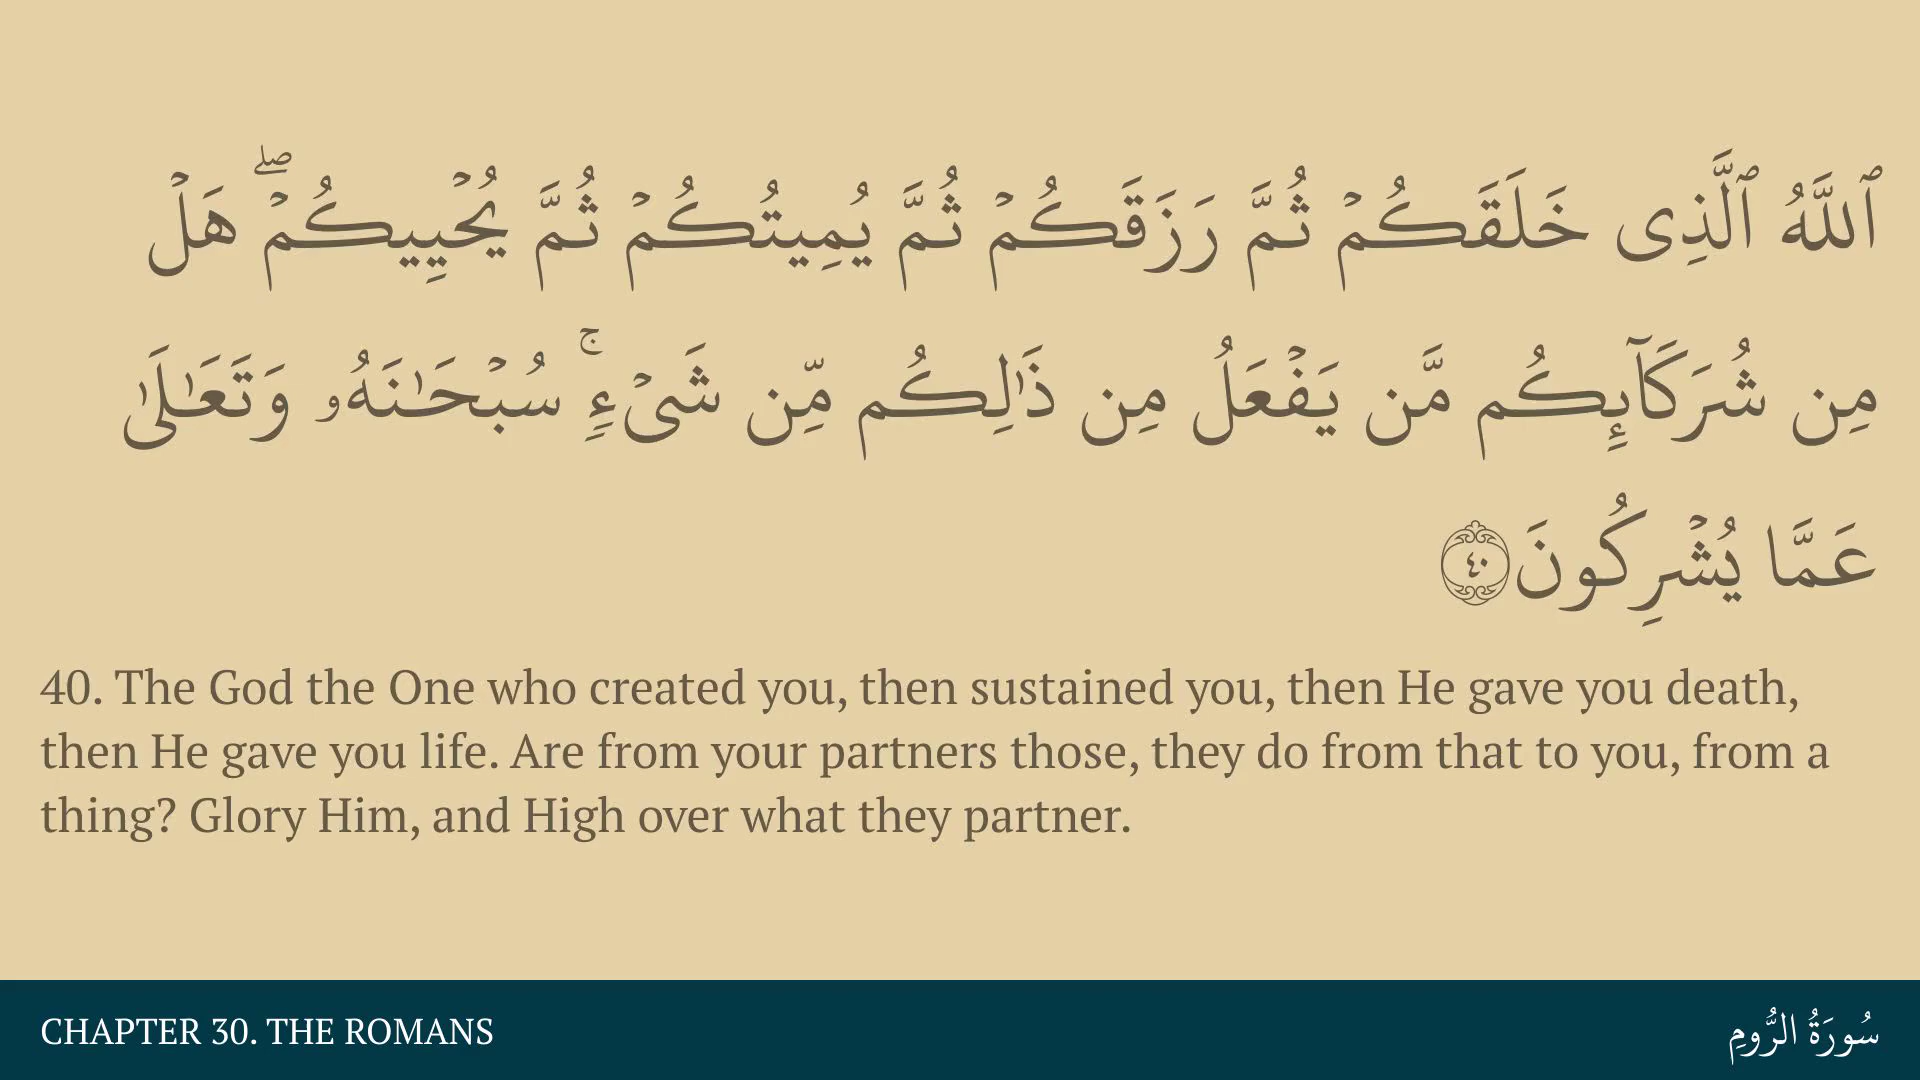 ٱللَّهُ ٱلَّذِى خَلَقَكُمْ ثُمَّ رَزَقَكُمْ ثُمَّ يُمِيتُكُمْ ثُمَّ يُحْيِيكُمْ ۖ هَلْ
مِن شُرَكَآئِكُم مَّن يَفْعَلُ مِن ذَٰلِكُم مِّن شَىْءٍ ۚ سُبْحَـٰنَهُۥ وَتَعَـٰلَىٰ
عَمَّا يُشْرِكُونَ ٤٠
40. The God the One who created you, then sustained you, then He gave you death,
then He gave you life. Are from your partners those, they do from that to you, from a
thing? Glory Him, and High over what they partner.
CHAPTER 30. THE ROMANS
سُورَةُ الرُّومِ